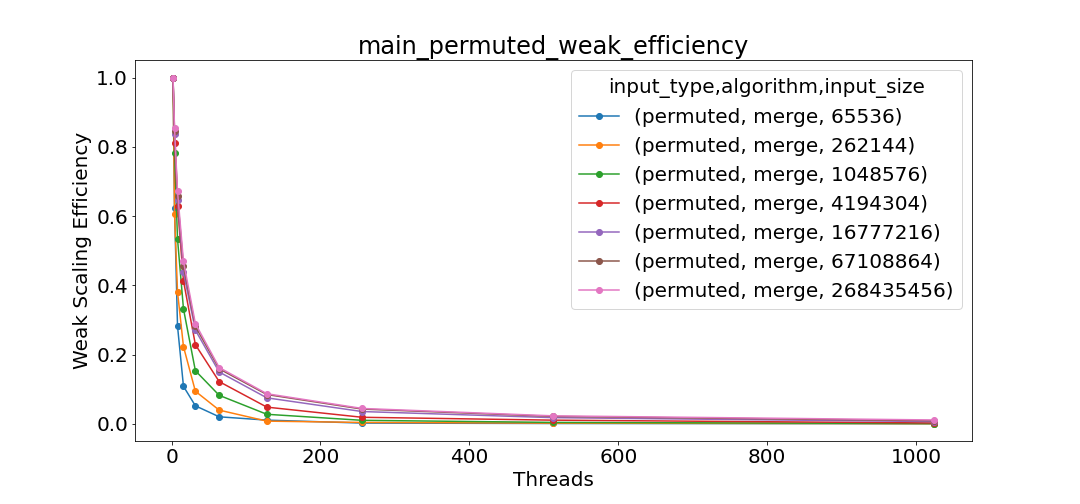 main_permuted_weak_efficiency
Weak Scaling Efficiency
1.0
0.8
0.6
0.4
0.2
0.0
input_type,algorithm,input_size
(permuted, merge, 65536)
(permuted, merge, 262144)
(permuted, merge, 1048576)
(permuted, merge, 4194304)
(permuted, merge, 16777216)
(permuted, merge, 67108864)
(permuted, merge, 268435456)
0 200 400 600 800 1000
Threads